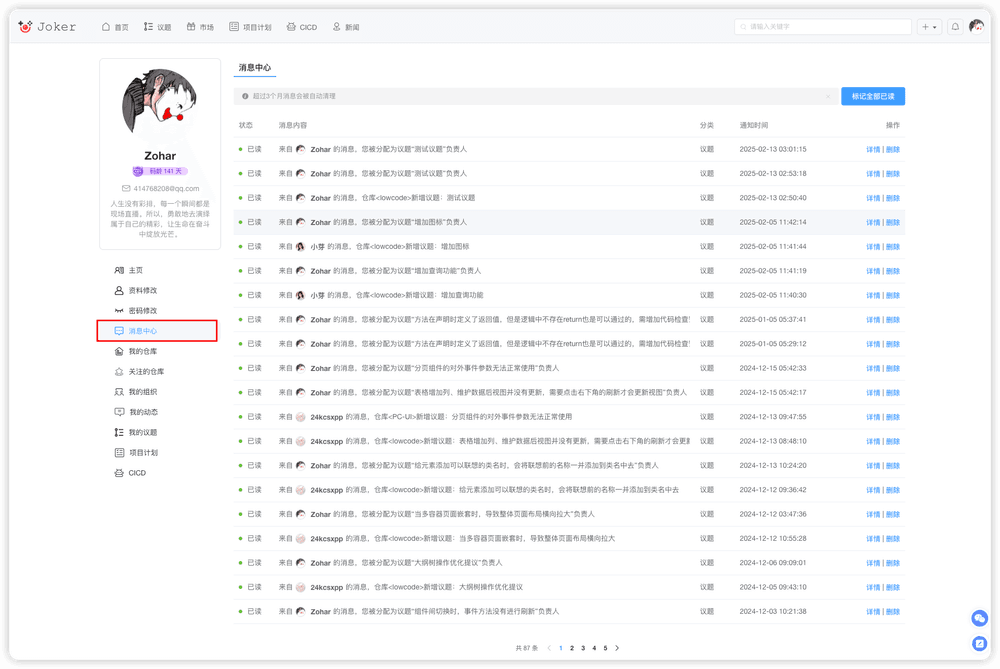 Joker 首页 议题 市场 项目计划 CICD 新闻 请输入关键字
Zohar
码龄 141 天
414768208@qq.com
人生没有彩排，每一个瞬间都是
现场直播。所以，勇敢地去演绎
属于自己的精彩，让生命在奋斗
中绽放光芒。
主页
资料修改
密码修改
消息中心
我的仓库
关注的仓库
我的组织
我的动态
我的议题
项目计划
CICD
消息中心
超过3个月消息会被自动清理 标记全部已读
状态 消息内容 分类 通知时间 操作
已读 来自 Zohar 的消息，您被分配为议题"测试议题"负责人 议题 2025-02-13 03:01:15 详情 | 删除
已读 来自 Zohar 的消息，您被分配为议题"测试议题"负责人 议题 2025-02-13 02:53:18 详情 | 删除
已读 来自 Zohar 的消息，仓库<lowcode>新增议题：测试议题 议题 2025-02-13 02:50:40 详情 | 删除
已读 来自 Zohar 的消息，您被分配为议题"增加图标"负责人 议题 2025-02-05 11:42:14 详情 | 删除
已读 来自 小芽 的消息，仓库<lowcode>新增议题：增加图标 议题 2025-02-05 11:41:44 详情 | 删除
已读 来自 Zohar 的消息，您被分配为议题"增加查询功能"负责人 议题 2025-02-05 11:41:19 详情 | 删除
已读 来自 小芽 的消息，仓库<lowcode>新增议题：增加查询功能 议题 2025-02-05 11:40:30 详情 | 删除
已读 来自 Zohar 的消息，您被分配为议题"方法在声明时定义了返回值，但是逻辑中不存在return也是可以通过的，需增加代码检查! 议题 2025-01-05 05:37:41 详情 | 删除
已读 来自 Zohar 的消息，您被分配为议题"方法在声明时定义了返回值，但是逻辑中不存在return也是可以通过的，需增加代码检查! 议题 2025-01-05 05:29:12 详情 | 删除
已读 来自 Zohar 的消息，您被分配为议题"分页组件的对外事件参数无法正常使用"负责人 议题 2024-12-15 05:42:33 详情 | 删除
已读 来自 Zohar 的消息，您被分配为议题"表格增加列，维护数据后视图并没有更新，需要点击右下角的刷新才会更新视图"负责人 议题 2024-12-15 05:42:17 详情 | 删除
已读 来自 24kcsxpp 的消息，仓库<PC-UI>新增议题：分页组件的对外事件参数无法正常使用 议题 2024-12-13 09:47:55 详情 | 删除
已读 来自 24kcsxpp 的消息，仓库<lowcode>新增议题：表格增加列、维护数据后视图并没有更新，需要点击右下角的刷新才会更新 议题 2024-12-13 08:48:10 详情 | 删除
已读 来自 Zohar 的消息，您被分配为议题"给元素添加可以联想的类名时，会将联想前的名称一并添加到类名中去"负责人 议题 2024-12-13 10:24:20 详情 | 删除
已读 来自 24kcsxpp 的消息，仓库<lowcode>新增议题：给元素添加可以联想的类名时，会将联想前的名称一并添加到类名中去 议题 2024-12-12 09:36:42 详情 | 删除
已读 来自 Zohar 的消息，您被分配为议题"当多容器页面嵌套时，导致整体页面布局横向拉大"负责人 议题 2024-12-12 03:47:36 详情 | 删除
已读 来自 24kcsxpp 的消息，仓库<lowcode>新增议题：当多容器页面嵌套时，导致整体页面布局横向拉大 议题 2024-12-12 10:55:28 详情 | 删除
已读 来自 Zohar 的消息，您被分配为议题"大纲树操作优化提议"负责人 议题 2024-12-06 09:09:01 详情 | 删除
已读 来自 24kcsxpp 的消息，仓库<lowcode>新增议题：大纲树操作优化提议 议题 2024-12-05 09:43:10 详情 | 删除
已读 来自 Zohar 的消息，您被分配为议题"组件间切换时，事件方法没有进行刷新"负责人 议题 2024-12-03 10:21:38 详情 | 删除
共 87 条 1 2 3 4 5